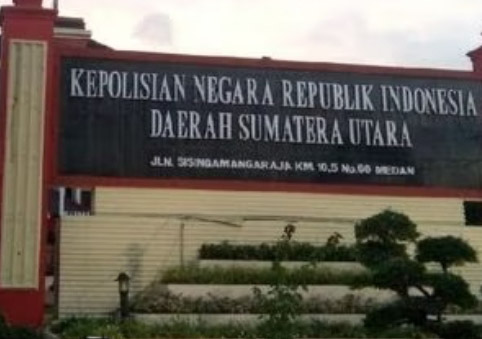 KEPOLISIAN NEGARA REPUBLIK INDONESIA
DAERAH SUMATERA UTARA
JLN. SISINGAMANGARAJA KM. 10,5 No.60 MEDAN